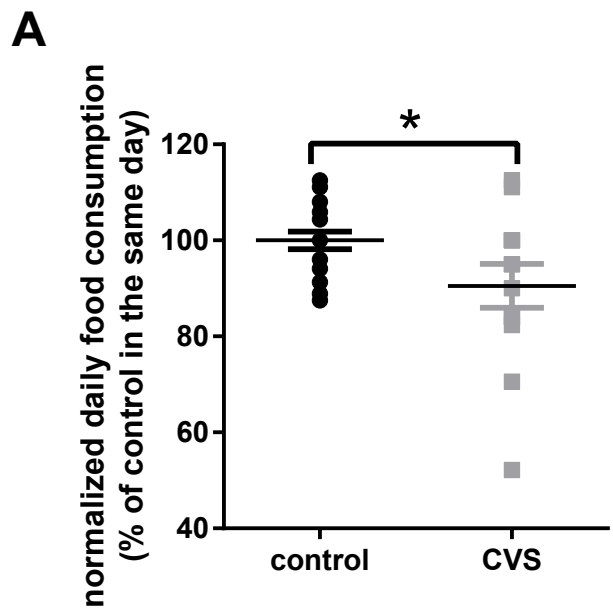 A
normalized daily food consumption
(% of control in the same day)
120
100
80
60
40
*
control
CVS